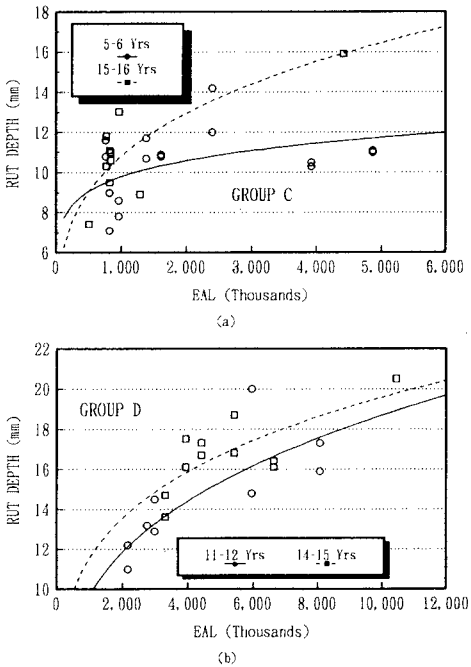 18
16
14
12
10
8
6
RUT DEPTH (mm)
5-6 Yrs
15-16 Yrs
GROUP C
0 1.000 2.000 3.000 4.000 5.000 6.000
EAL (Thousands)
(a)
22
20
18
16
14
12
10
RUT DEPTH (mm)
GROUP D
11-12 Yrs 14-15 Yrs
0 2.000 4.000 6.000 8.000 10.000 12.000
EAL (Thousands)
(b)